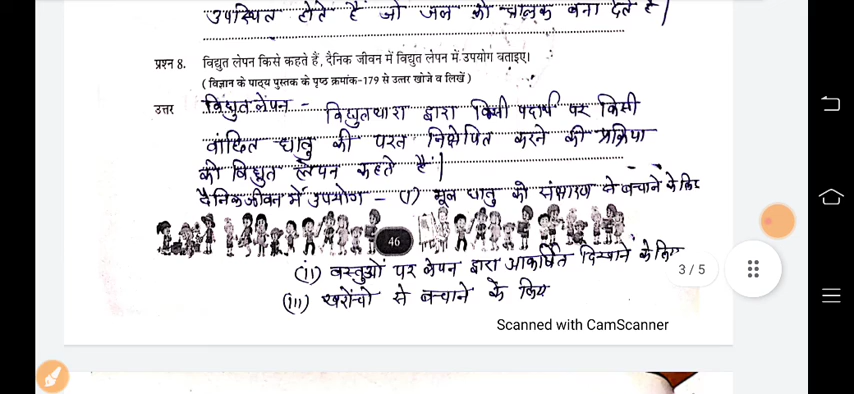 उपस्थित होते है जो जल को चालक बना देते है|
प्रश्न 8. विद्युत लेपन किसे कहते हैं, दैनिक जीवन में विद्युत लेपन में उपयोग बताइए।
(विज्ञान के पाठ्य पुस्तक के पृष्ठ क्रमांक-179 से उत्तर खोजे व लिखें)
उत्तर विद्युत लेपन - विद्युतधारा द्वारा किसी पदार्थ पर किसी
वांछित धातु की परत निक्षेपित करने की प्रक्रिया
को विद्युत लेपन कहते है|
दैनिक जीवन में उपयोग - (i) मूल धातु को संक्षारण से बचाने के लिए
46
(ii) वस्तुओं पर लेपन द्वारा आकर्षित दिखाने के लिए
3 / 5
(iii) खरोंचो से बचाने के लिए
Scanned with CamScanner